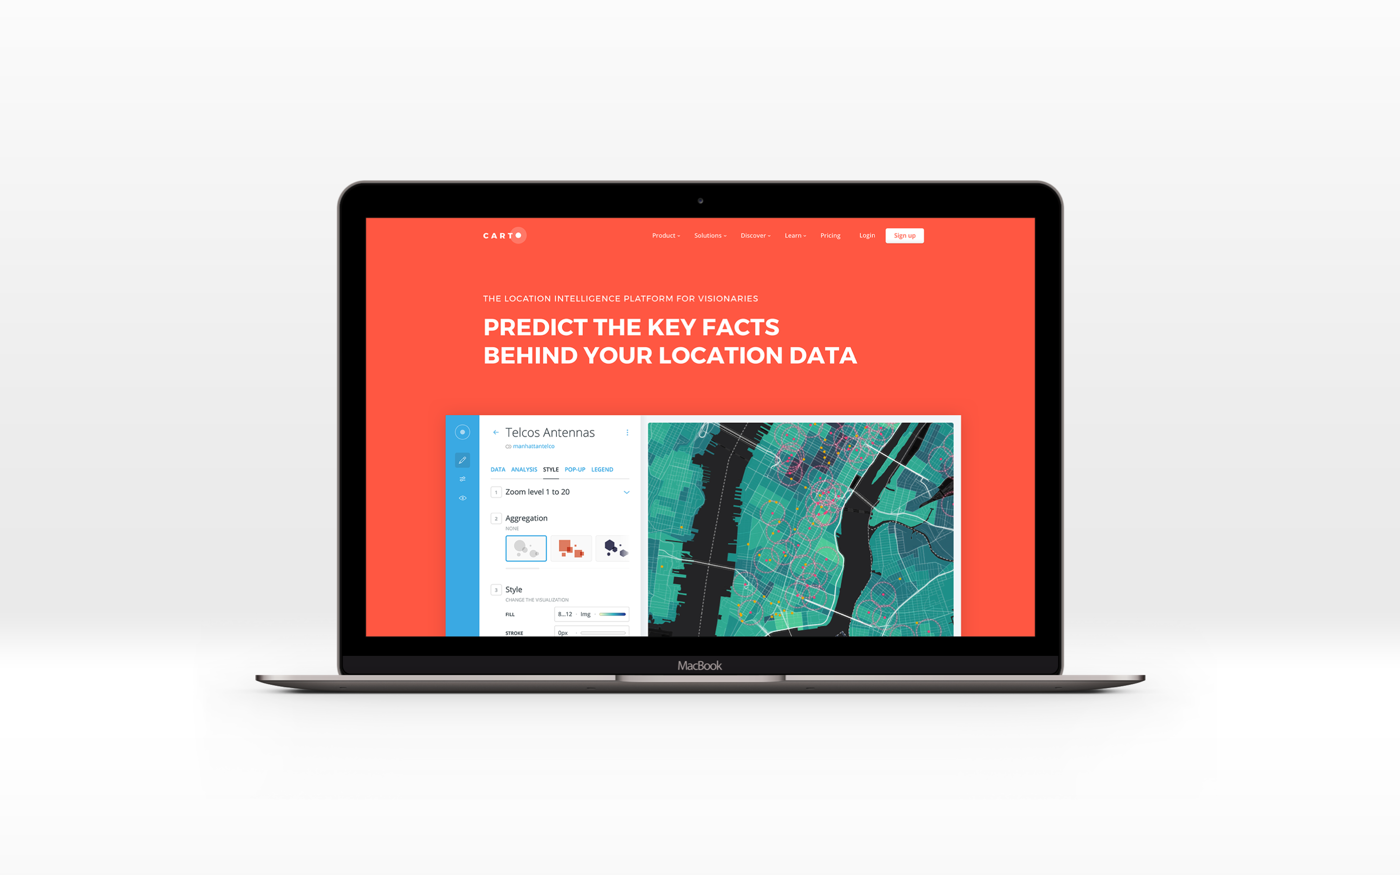 CARTO
Product Solutions Discover Learn Pricing Login Sign up
THE LOCATION INTELLIGENCE PLATFORM FOR VISIONARIES
PREDICT THE KEY FACTS
BEHIND YOUR LOCATION DATA
Telcos Antennas
manhattantelcos
DATA ANALYSIS STYLE POP-UP LEGEND
1 Zoom level 1 to 20
2 Aggregation
NONE
3 Style
CHANGE THE VISUALIZATION
FILL 8...12 Img
STROKE 0px
MacBook